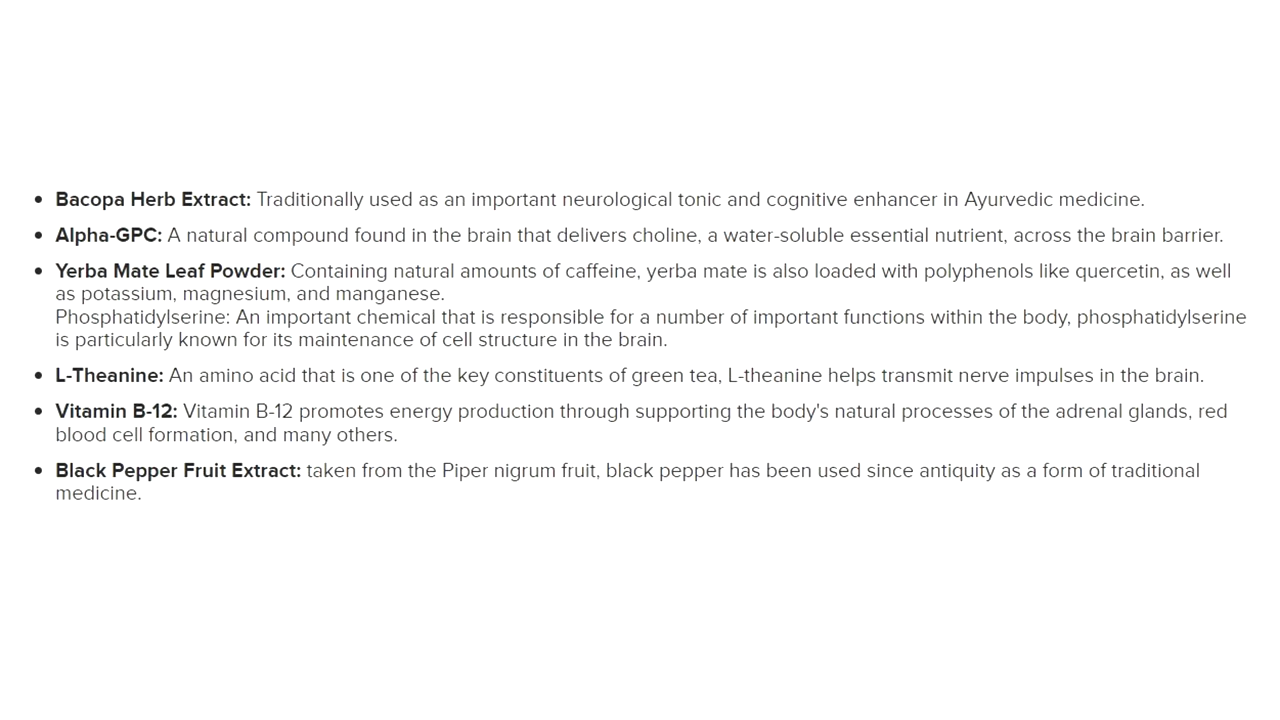 Bacopa Herb Extract: Traditionally used as an important neurological tonic and cognitive enhancer in Ayurvedic medicine.
Alpha-GPC: A natural compound found in the brain that delivers choline, a water-soluble essential nutrient, across the brain barrier.
Yerba Mate Leaf Powder: Containing natural amounts of caffeine, yerba mate is also loaded with polyphenols like quercetin, as well
as potassium, magnesium, and manganese.
Phosphatidylserine: An important chemical that is responsible for a number of important functions within the body, phosphatidylserine
is particularly known for its maintenance of cell structure in the brain.
L-Theanine: An amino acid that is one of the key constituents of green tea, L-theanine helps transmit nerve impulses in the brain.
Vitamin B-12: Vitamin B-12 promotes energy production through supporting the body's natural processes of the adrenal glands, red
blood cell formation, and many others.
Black Pepper Fruit Extract: taken from the Piper nigrum fruit, black pepper has been used since antiquity as a form of traditional
medicine.